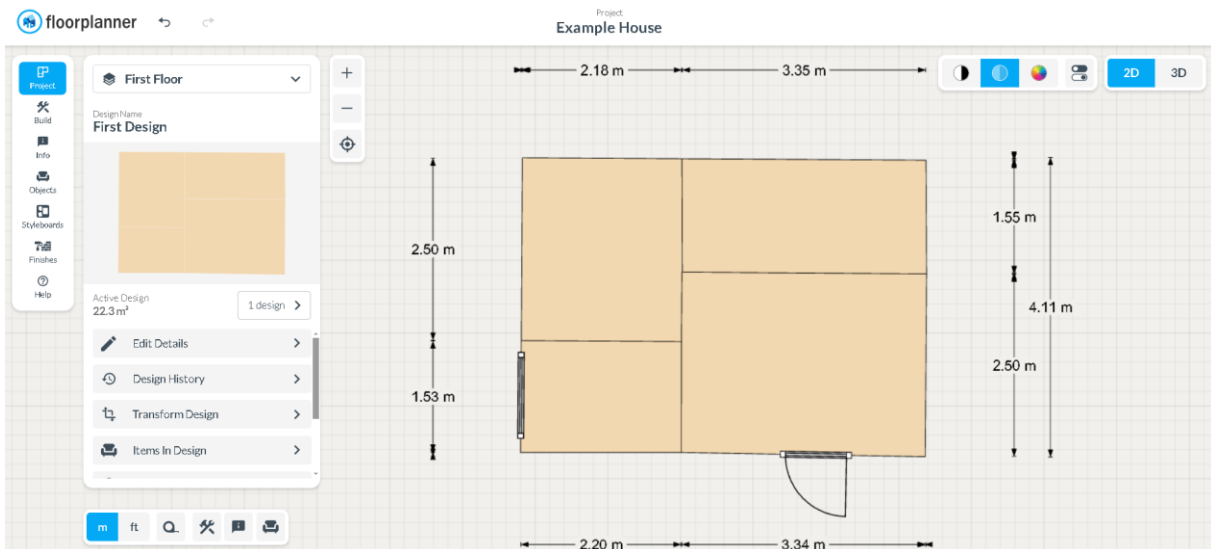 floorplanner
Project
Example House
Project
Build
Info
Objects
Styleboards
Finishes
Help
First Floor
Design Name
First Design
Active Design
22.3 m²
1 design
Edit Details
Design History
Transform Design
Items In Design
m
ft
2D
3D
2.18 m
3.35 m
2.50 m
1.53 m
1.55 m
4.11 m
2.50 m
2.20 m
3.34 m